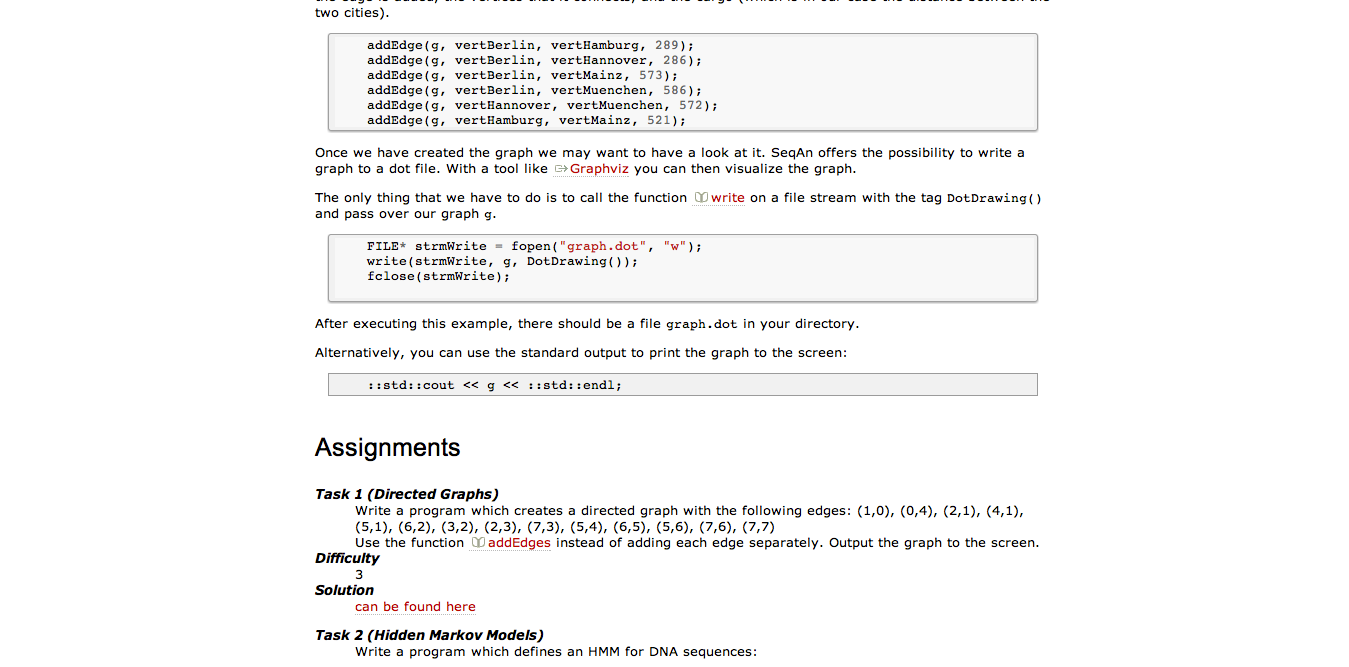 two cities).
addEdge(g, vertBerlin, vertHamburg, 289);
addEdge(g, vertBerlin, vertHannover, 286);
addEdge(g, vertBerlin, vertMainz, 573);
addEdge(g, vertBerlin, vertMuenchen, 586);
addEdge(g, vertHannover, vertMuenchen, 572);
addEdge(g, vertHamburg, vertMainz, 521);
Once we have created the graph we may want to have a look at it. SeqAn offers the possibility to write a
graph to a dot file. With a tool like Graphviz you can then visualize the graph.
The only thing that we have to do is to call the function write on a file stream with the tag DotDrawing()
and pass over our graph g.
FILE* strmWrite = fopen("graph.dot", "w");
write(strmWrite, g, DotDrawing());
fclose(strmWrite);
After executing this example, there should be a file graph.dot in your directory.
Alternatively, you can use the standard output to print the graph to the screen:
::std::cout << g << ::std::endl;
Assignments
Task 1 (Directed Graphs)
Write a program which creates a directed graph with the following edges: (1,0), (0,4), (2,1), (4,1),
(5,1), (6,2), (3,2), (2,3), (7,3), (5,4), (6,5), (5,6), (7,6), (7,7)
Use the function addEdges instead of adding each edge separately. Output the graph to the screen.
Difficulty
3
Solution
can be found here
Task 2 (Hidden Markov Models)
Write a program which defines an HMM for DNA sequences: